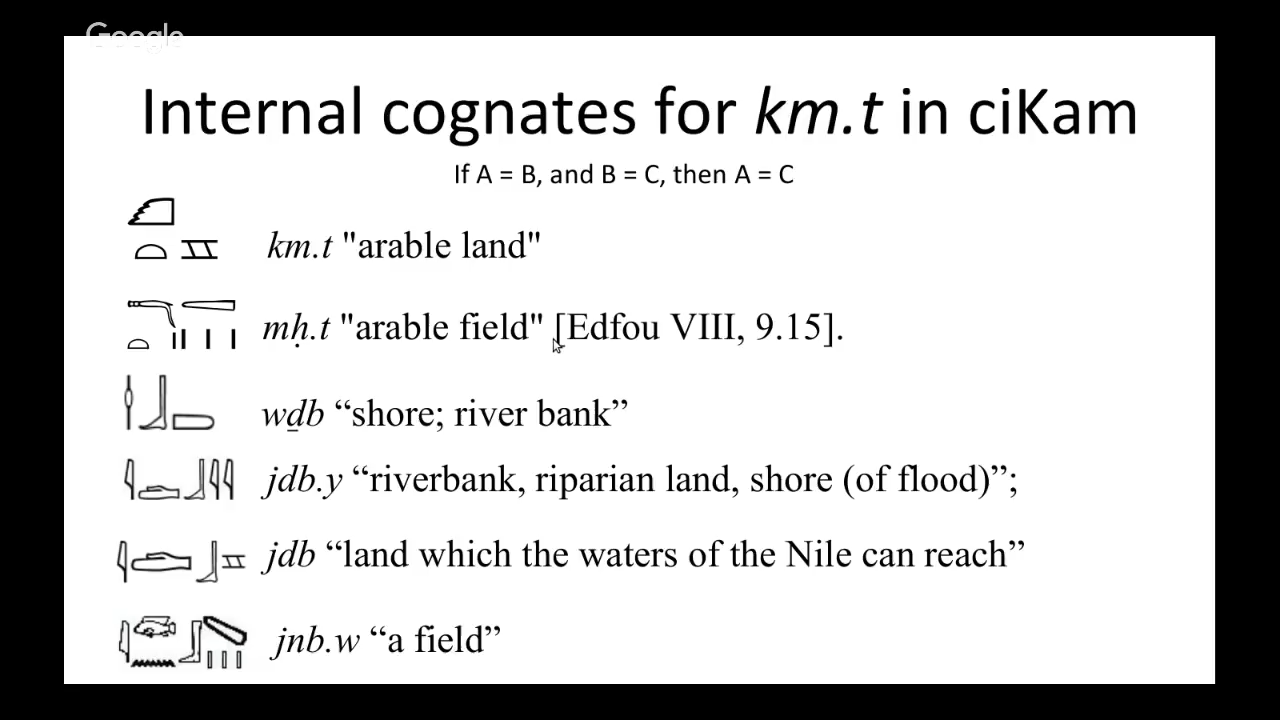 Google
Internal cognates for km.t in ciKam
If A = B, and B = C, then A = C
km.t "arable land"
mḥ.t "arable field" [Edfou VIII, 9.15].
wḏb “shore; river bank”
jdb.y “riverbank, riparian land, shore (of flood)”;
jdb “land which the waters of the Nile can reach”
jnb.w “a field”